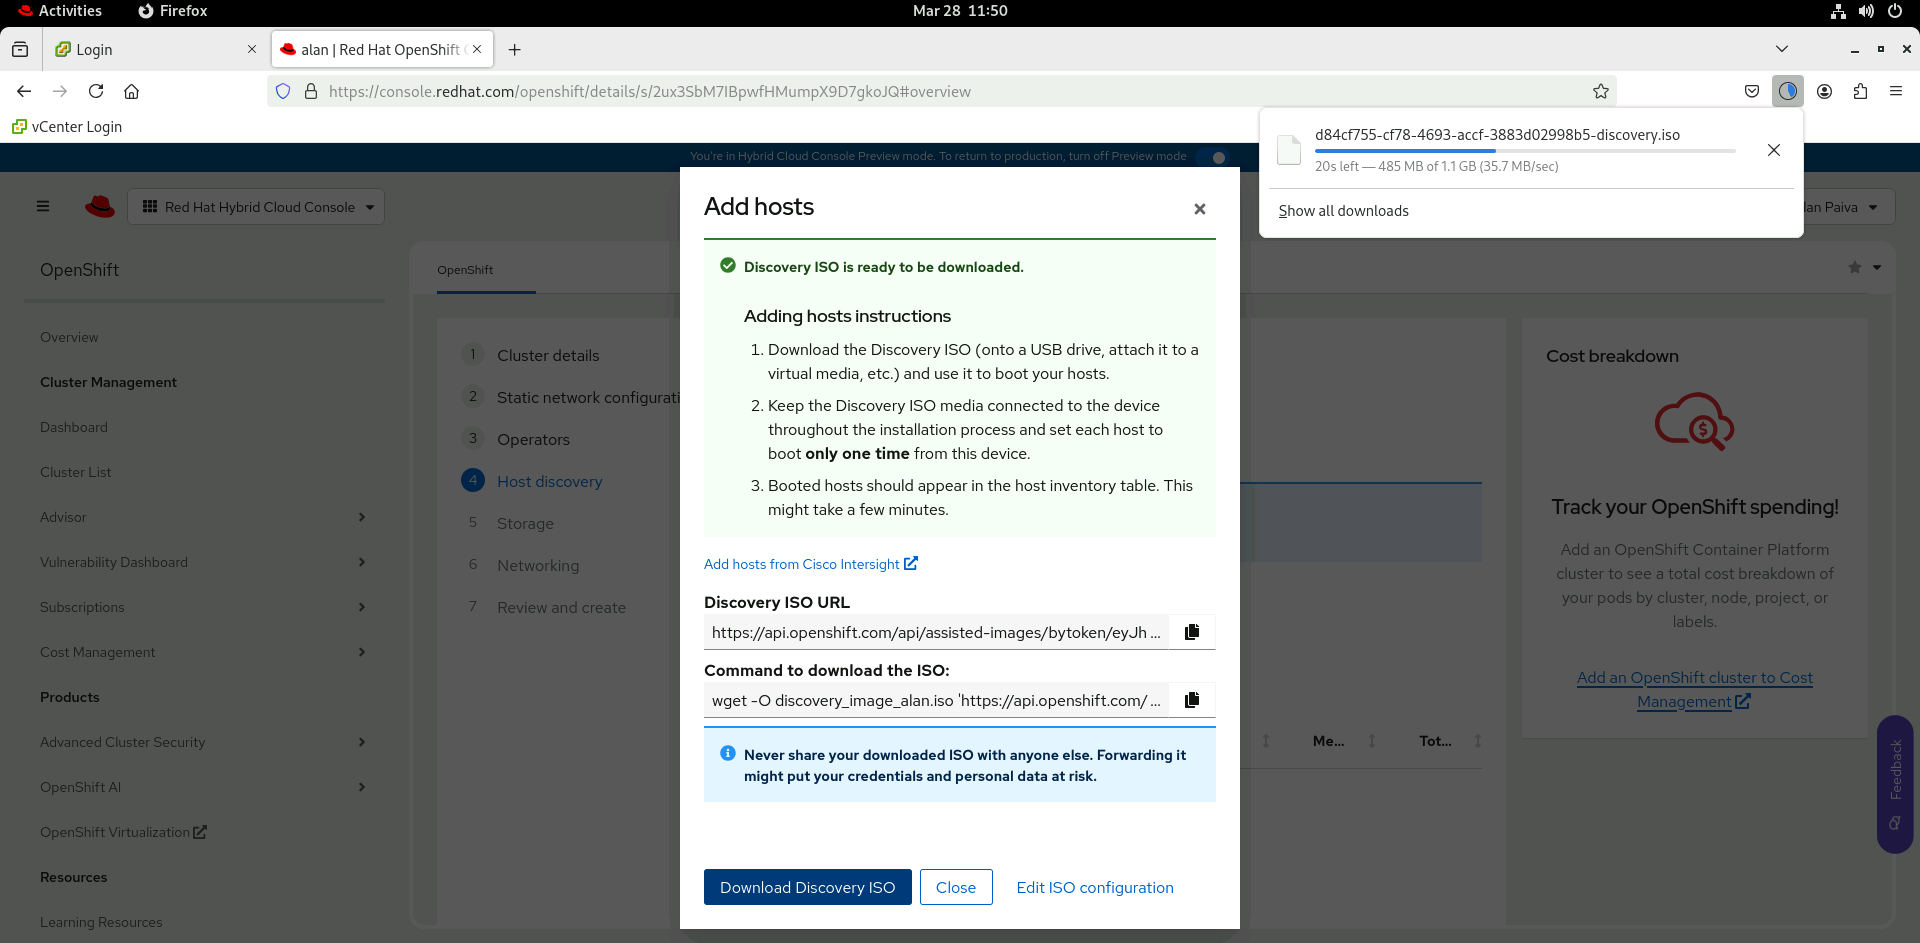 Activities
Firefox
Mar 28 11:50
Login
alan | Red Hat OpenShift
https://console.redhat.com/openshift/details/s/2ux3SbM7IBpwfHMumpX9D7gkoJQ#overview
vCenter Login
d84cf755-cf78-4693-accf-3883d02998b5-discovery.iso
20s left — 485 MB of 1.1 GB (35.7 MB/sec)
Show all downloads
You're in Hybrid Cloud Console Preview mode. To return to production, turn off Preview mode
Red Hat Hybrid Cloud Console
lan Paiva
OpenShift
Overview
Cluster Management
Dashboard
Cluster List
Advisor
Vulnerability Dashboard
Subscriptions
Cost Management
Products
Advanced Cluster Security
OpenShift AI
OpenShift Virtualization
Resources
Learning Resources
OpenShift
1 Cluster details
2 Static network configurati
3 Operators
4 Host discovery
5 Storage
6 Networking
7 Review and create
Add hosts
Discovery ISO is ready to be downloaded.
Adding hosts instructions
1. Download the Discovery ISO (onto a USB drive, attach it to a
virtual media, etc.) and use it to boot your hosts.
2. Keep the Discovery ISO media connected to the device
throughout the installation process and set each host to
boot only one time from this device.
3. Booted hosts should appear in the host inventory table. This
might take a few minutes.
Add hosts from Cisco Intersight
Discovery ISO URL
https://api.openshift.com/api/assisted-images/bytoken/eyJh ...
Command to download the ISO:
wget -O discovery_image_alan.iso 'https://api.openshift.com/ ...
Never share your downloaded ISO with anyone else. Forwarding it
might put your credentials and personal data at risk.
Download Discovery ISO
Close
Edit ISO configuration
Me...
Tot...
Cost breakdown
Track your OpenShift spending!
Add an OpenShift Container Platform
cluster to see a total cost breakdown of
your pods by cluster, node, project, or
labels.
Add an OpenShift cluster to Cost
Management
Feedback